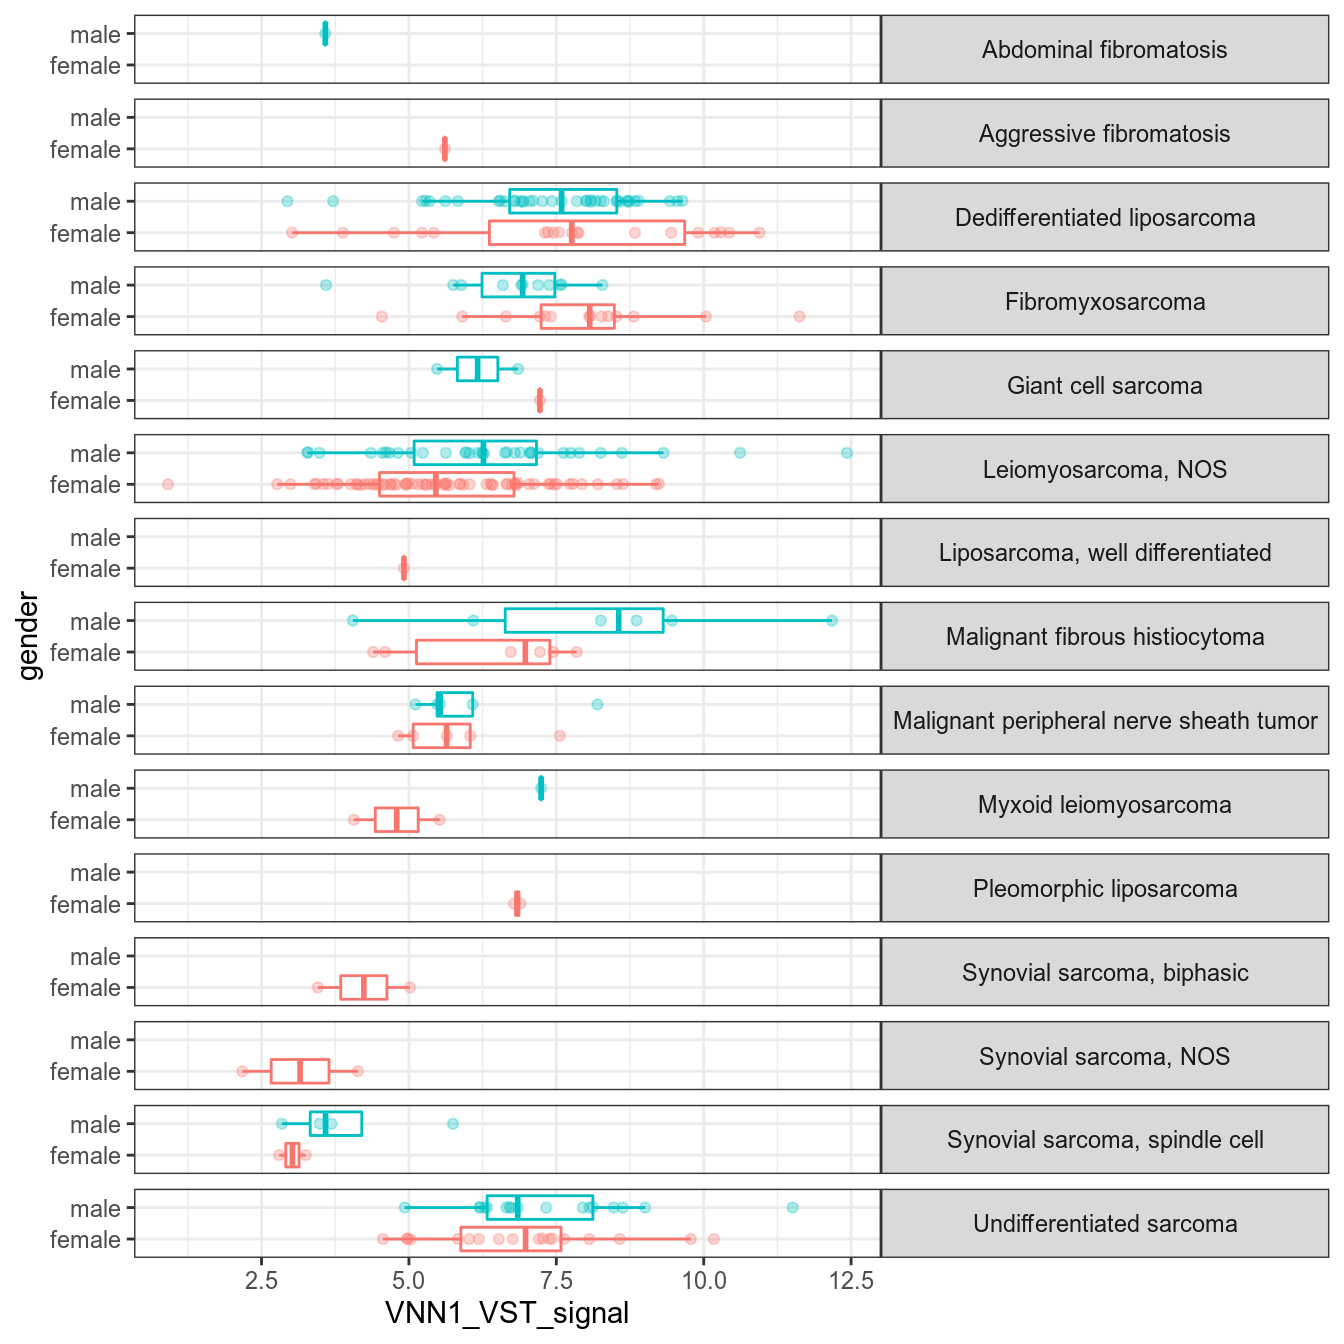 male
female
Abdominal fibromatosis
male
female
Aggressive fibromatosis
male
female
Dedifferentiated liposarcoma
male
female
Fibromyxosarcoma
male
female
Giant cell sarcoma
male
female
Leiomyosarcoma, NOS
male
female
Liposarcoma, well differentiated
gender
male
female
Malignant fibrous histiocytoma
male
female
Malignant peripheral nerve sheath tumor
male
female
Myxoid leiomyosarcoma
male
female
Pleomorphic liposarcoma
male
female
Synovial sarcoma, biphasic
male
female
Synovial sarcoma, NOS
male
female
Synovial sarcoma, spindle cell
male
female
Undifferentiated sarcoma
2.5 5.0 7.5 10.0 12.5
VNN1_VST_signal